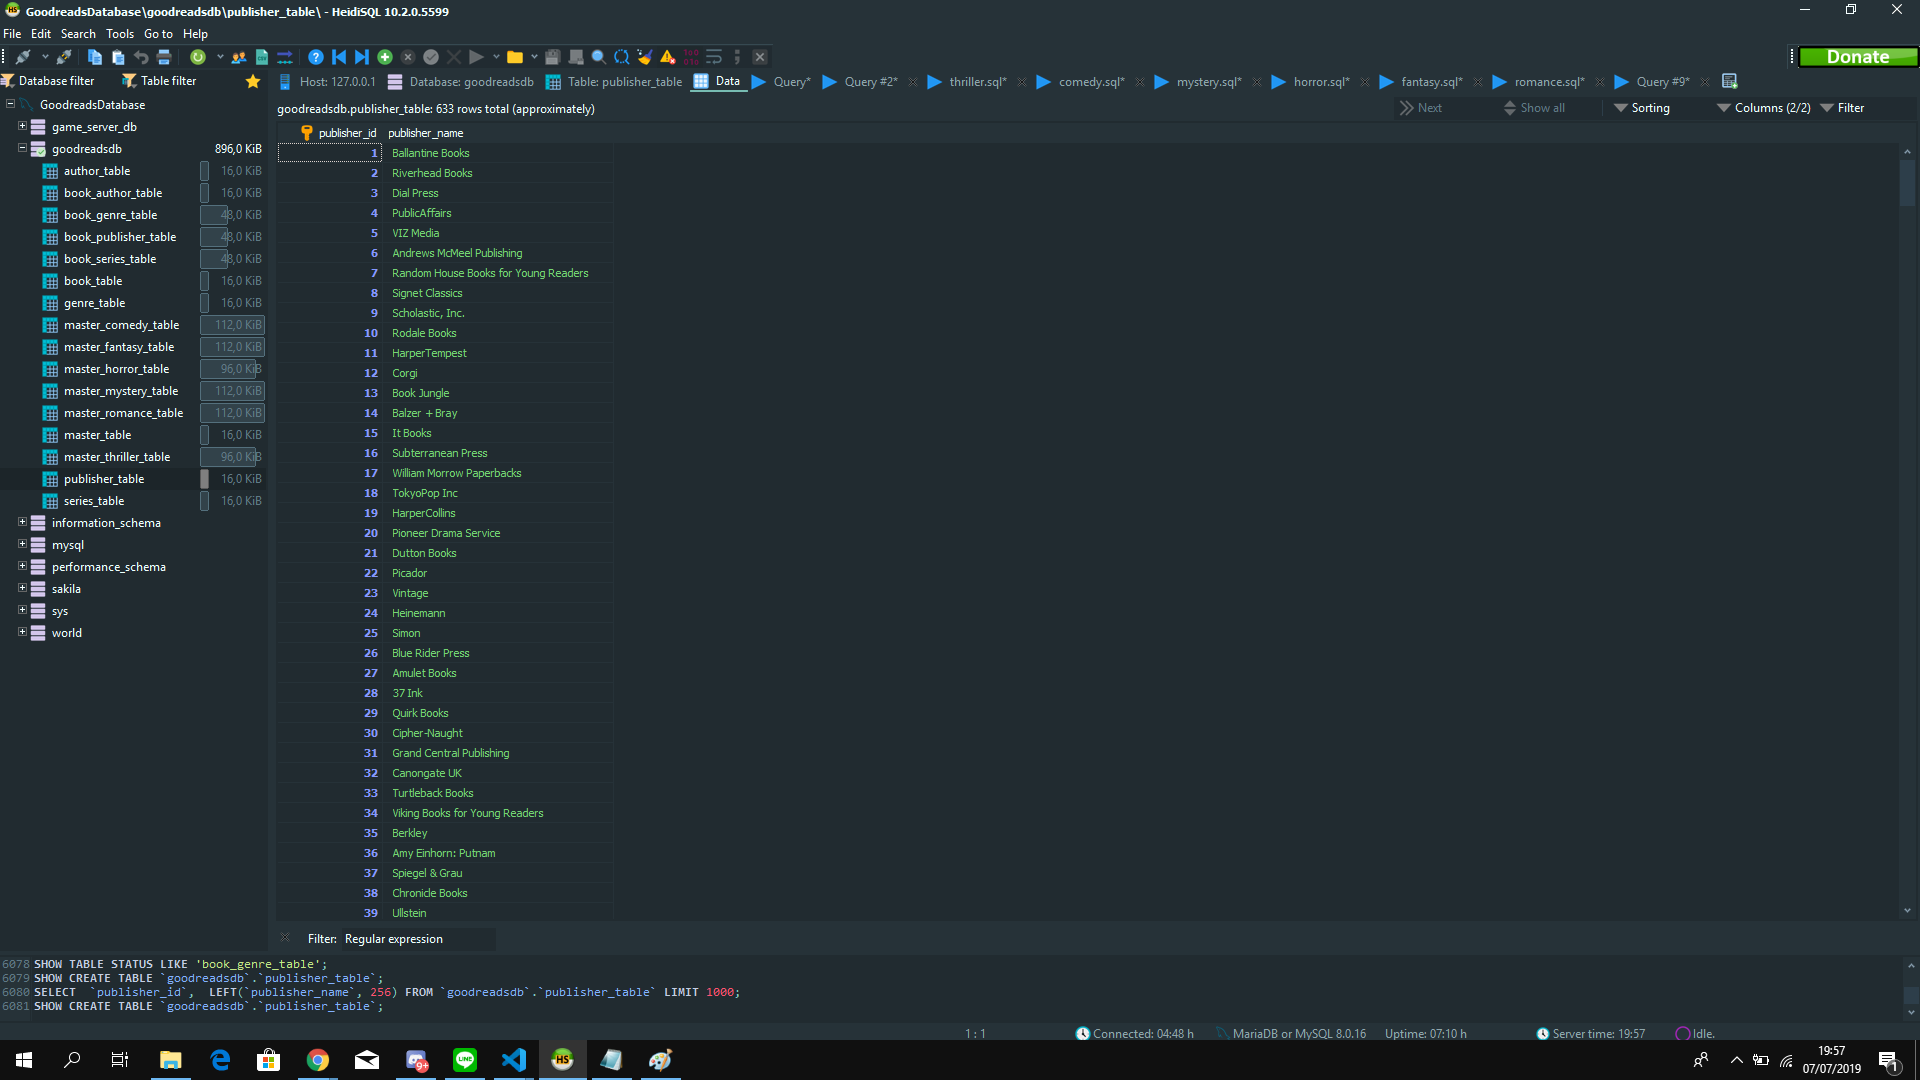 GoodreadsDatabase\goodreadsdb\publisher_table\ - HeidiSQL 10.2.0.5599
File Edit Search Tools Go to Help
Donate
Database filter Table filter Host: 127.0.0.1 Database: goodreadsdb Table: publisher_table Data Query* Query #2* thriller.sql* comedy.sql* mystery.sql* horror.sql* fantasy.sql* romance.sql* Query #9*
goodreadsdb.publisher_table: 633 rows total (approximately) Next Show all Sorting Columns (2/2) Filter
GoodreadsDatabase
game_server_db
goodreadsdb 896,0 KiB
author_table 16,0 KiB
book_author_table 16,0 KiB
book_genre_table 48,0 KiB
book_publisher_table 48,0 KiB
book_series_table 48,0 KiB
book_table 16,0 KiB
genre_table 16,0 KiB
master_comedy_table 112,0 KiB
master_fantasy_table 112,0 KiB
master_horror_table 96,0 KiB
master_mystery_table 112,0 KiB
master_romance_table 112,0 KiB
master_table 16,0 KiB
master_thriller_table 96,0 KiB
publisher_table 16,0 KiB
series_table 16,0 KiB
information_schema
mysql
performance_schema
sakila
sys
world
publisher_id publisher_name
1 Ballantine Books
2 Riverhead Books
3 Dial Press
4 PublicAffairs
5 VIZ Media
6 Andrews McMeel Publishing
7 Random House Books for Young Readers
8 Signet Classics
9 Scholastic, Inc.
10 Rodale Books
11 HarperTempest
12 Corgi
13 Book Jungle
14 Balzer + Bray
15 It Books
16 Subterranean Press
17 William Morrow Paperbacks
18 TokyoPop Inc
19 HarperCollins
20 Pioneer Drama Service
21 Dutton Books
22 Picador
23 Vintage
24 Heinemann
25 Simon
26 Blue Rider Press
27 Amulet Books
28 37 Ink
29 Quirk Books
30 Cipher-Naught
31 Grand Central Publishing
32 Canongate UK
33 Turtleback Books
34 Viking Books for Young Readers
35 Berkley
36 Amy Einhorn: Putnam
37 Spiegel & Grau
38 Chronicle Books
39 Ullstein
Filter: Regular expression
6078 SHOW TABLE STATUS LIKE 'book_genre_table';
6079 SHOW CREATE TABLE `goodreadsdb`.`publisher_table`;
6080 SELECT `publisher_id`, LEFT(`publisher_name`, 256) FROM `goodreadsdb`.`publisher_table` LIMIT 1000;
6081 SHOW CREATE TABLE `goodreadsdb`.`publisher_table`;
1 : 1 Connected: 04:48 h MariaDB or MySQL 8.0.16 Uptime: 07:10 h Server time: 19:57 Idle.
HS
LINE
9+
19:57
07/07/2019
1